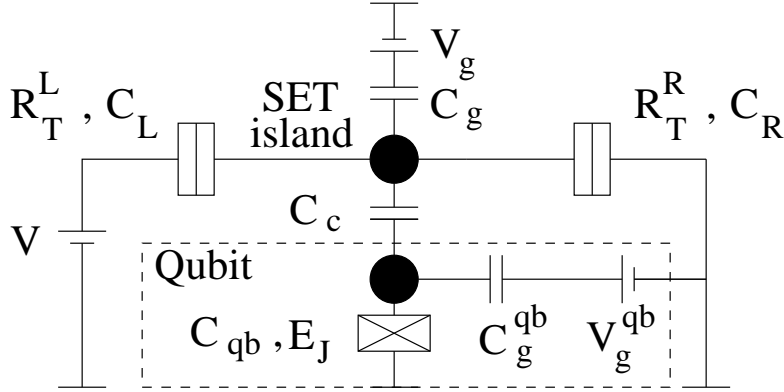 V_g
R_T^L , C_L
SET
island
C_g
R_T^R , C_R
C_c
V
Qubit
C_qb , E_J
C_g^qb
V_g^qb